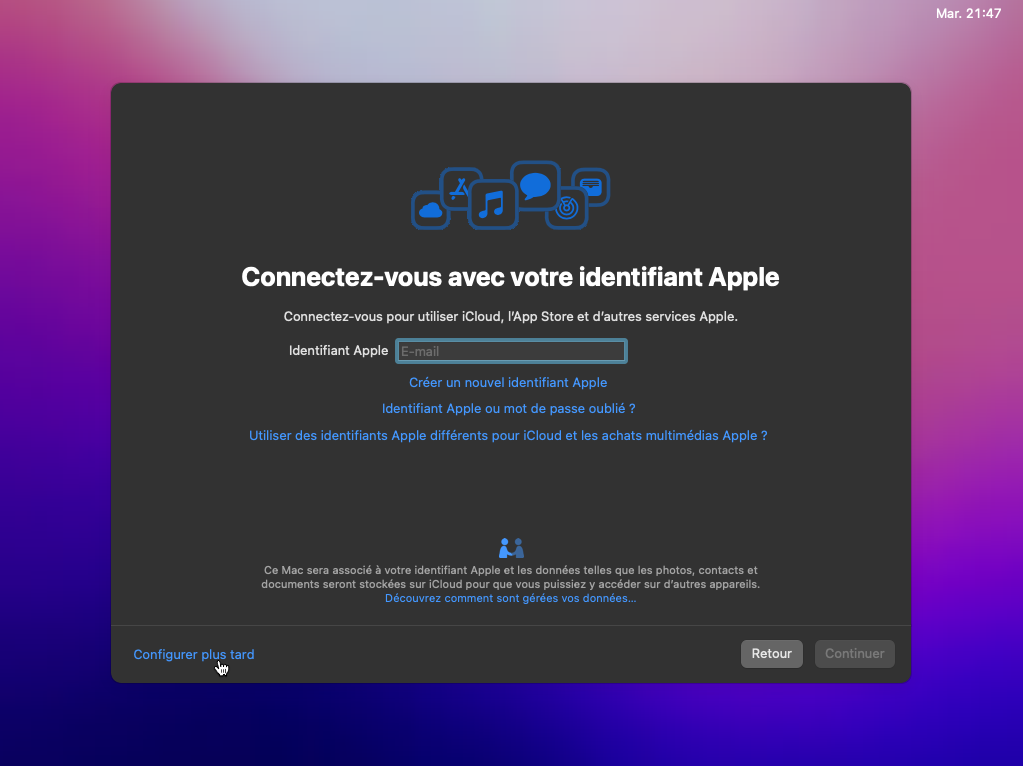 Mar. 21:47
Connectez-vous avec votre identifiant Apple
Connectez-vous pour utiliser iCloud, l’App Store et d’autres services Apple.
Identifiant Apple E-mail
Créer un nouvel identifiant Apple
Identifiant Apple ou mot de passe oublié ?
Utiliser des identifiants Apple différents pour iCloud et les achats multimédias Apple ?
Ce Mac sera associé à votre identifiant Apple et les données telles que les photos, contacts et
documents seront stockées sur iCloud pour que vous puissiez y accéder sur d’autres appareils.
Découvrez comment sont gérées vos données…
Configurer plus tard Retour Continuer